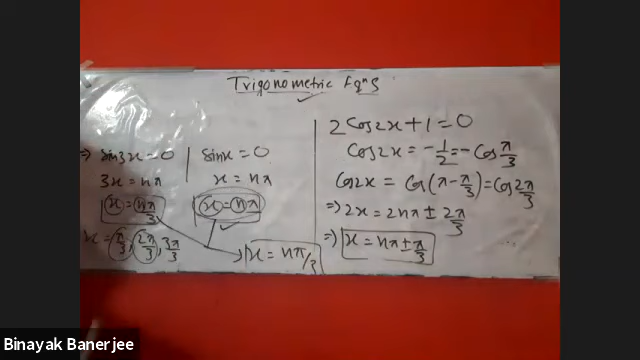 Trigonometric Eqⁿs
⇒ sin3x = 0
3x = nπ
x = nπ/3
x = π/3, 2π/3, 3π/3
sinx = 0
x = nπ
x = nπ
x = nπ/3
2cos2x + 1 = 0
cos2x = -1/2 = -cos π/3
cos2x = cos(π - π/3) = cos 2π/3
⇒ 2x = 2nπ ± 2π/3
⇒ x = nπ ± π/3
Binayak Banerjee